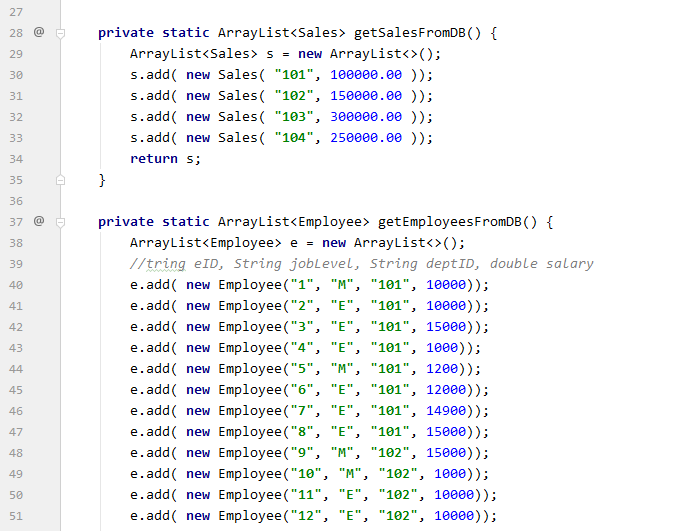 27
28 @ private static ArrayList<Sales> getSalesFromDB() {
29 ArrayList<Sales> s = new ArrayList<>();
30 s.add( new Sales( "101", 100000.00 ));
31 s.add( new Sales( "102", 150000.00 ));
32 s.add( new Sales( "103", 300000.00 ));
33 s.add( new Sales( "104", 250000.00 ));
34 return s;
35 }
36
37 @ private static ArrayList<Employee> getEmployeesFromDB() {
38 ArrayList<Employee> e = new ArrayList<>();
39 //tring eID, String jobLevel, String deptID, double salary
40 e.add( new Employee("1", "M", "101", 10000));
41 e.add( new Employee("2", "E", "101", 10000));
42 e.add( new Employee("3", "E", "101", 15000));
43 e.add( new Employee("4", "E", "101", 1000));
44 e.add( new Employee("5", "M", "101", 1200));
45 e.add( new Employee("6", "E", "101", 12000));
46 e.add( new Employee("7", "E", "101", 14900));
47 e.add( new Employee("8", "E", "101", 15000));
48 e.add( new Employee("9", "M", "102", 15000));
49 e.add( new Employee("10", "M", "102", 1000));
50 e.add( new Employee("11", "E", "102", 10000));
51 e.add( new Employee("12", "E", "102", 10000));